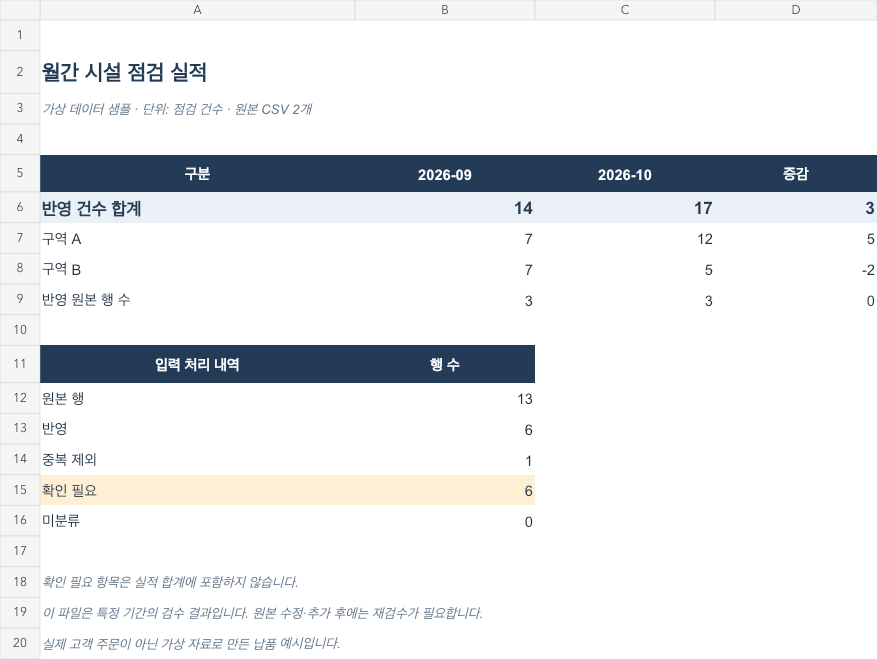 A B C D
1
2 월간 시설 점검 실적
3 가상 데이터 샘플 · 단위: 점검 건수 · 원본 CSV 2개
4
5 구분 2026-09 2026-10 증감
6 반영 건수 합계 14 17 3
7 구역 A 7 12 5
8 구역 B 7 5 -2
9 반영 원본 행 수 3 3 0
10
11 입력 처리 내역 행 수
12 원본 행 13
13 반영 6
14 중복 제외 1
15 확인 필요 6
16 미분류 0
17
18 확인 필요 항목은 실적 합계에 포함하지 않습니다.
19 이 파일은 특정 기간의 검수 결과입니다. 원본 수정·추가 후에는 재검수가 필요합니다.
20 실제 고객 주문이 아닌 가상 자료로 만든 납품 예시입니다.